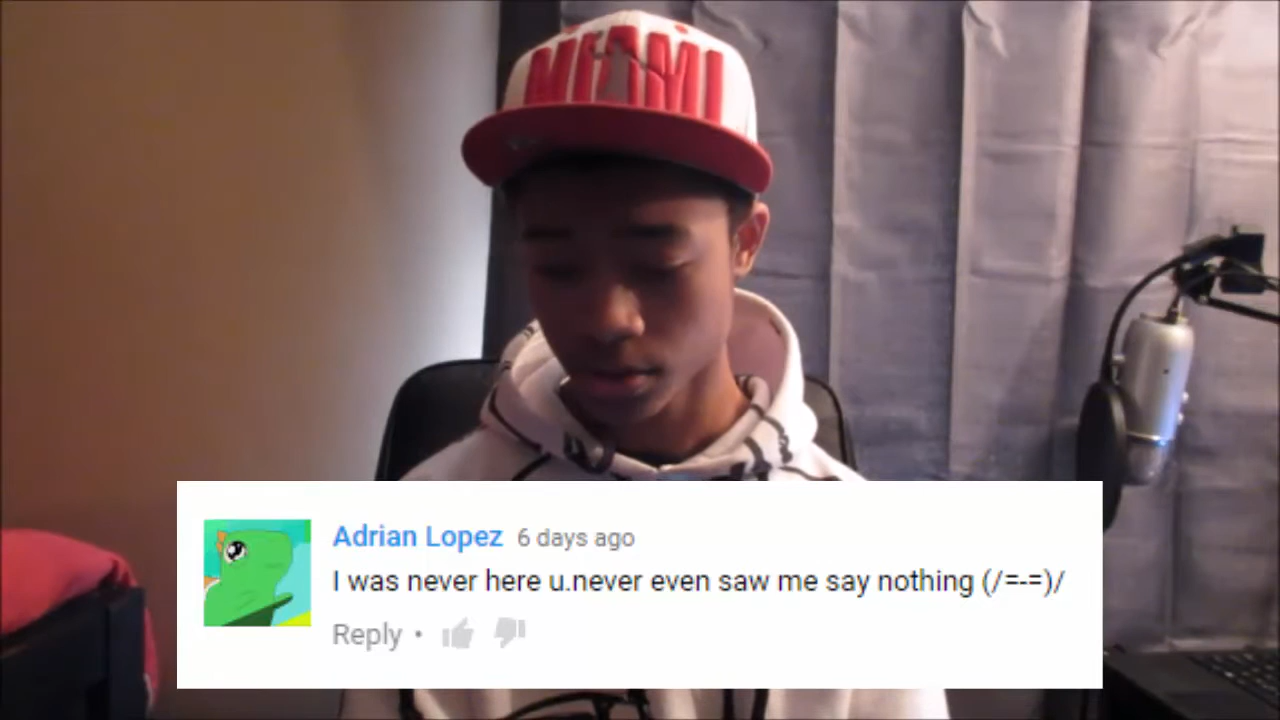 MIAMI
Adrian Lopez 6 days ago
I was never here u.never even saw me say nothing (/=-=)/
Reply •